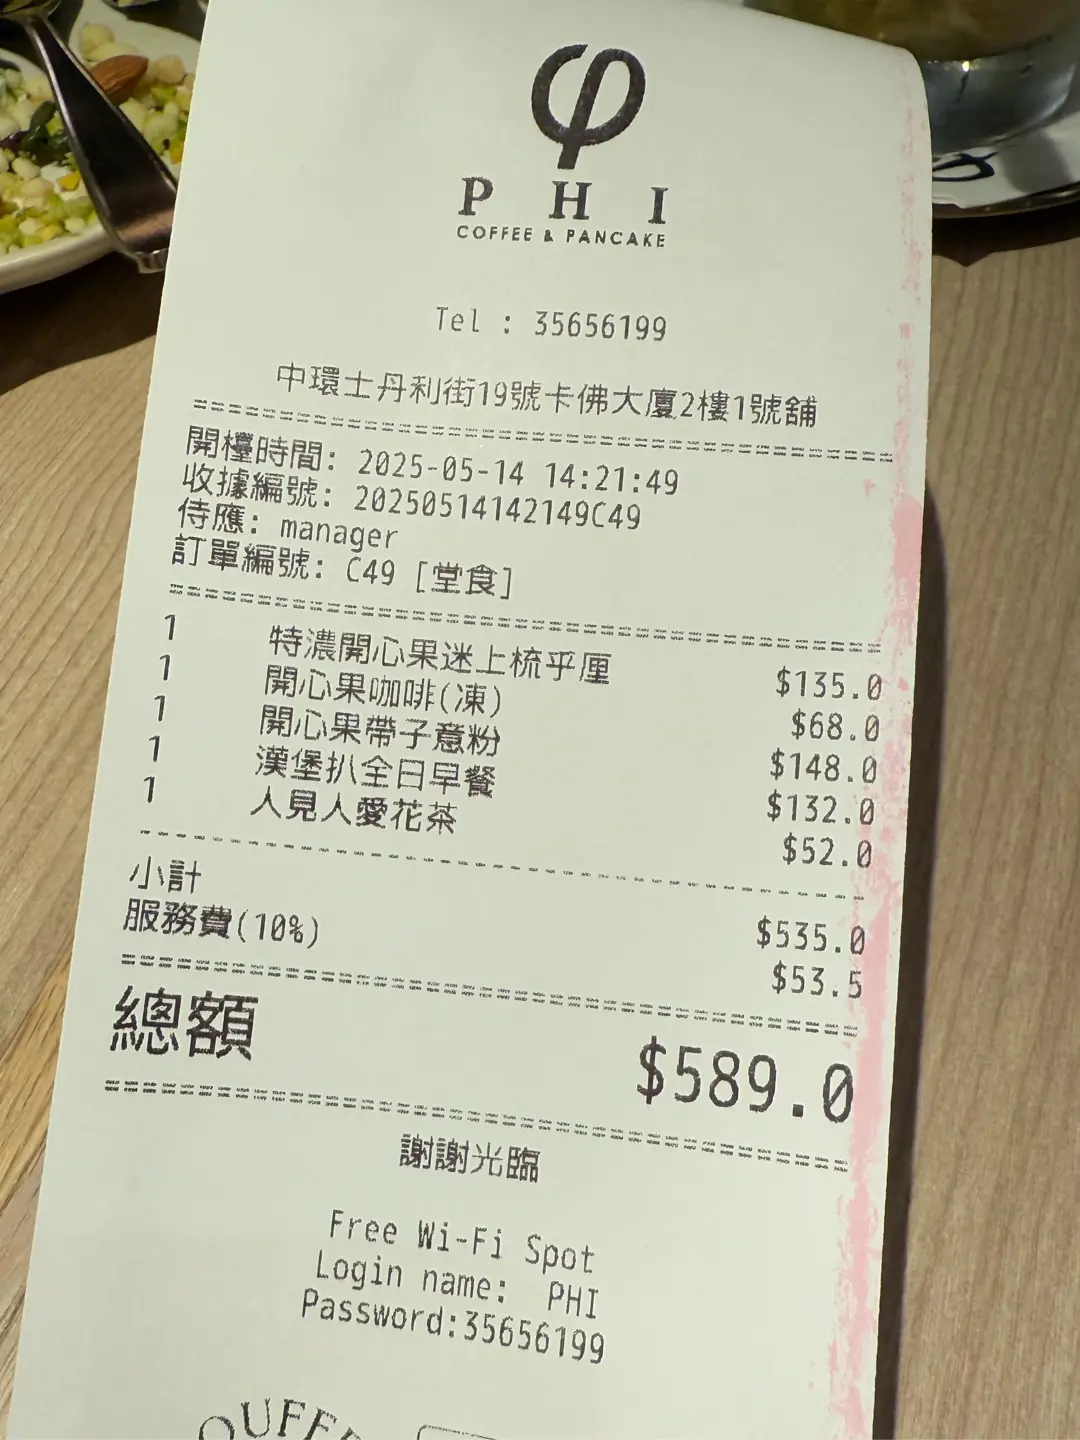 φ
PHI
COFFEE & PANCAKE
Tel : 35656199
中環士丹利街19號卡佛大廈2樓1號舖
開檯時間: 2025-05-14 14:21:49
收據編號: 20250514142149C49
侍應: manager
訂單編號: C49 [堂食]
1 特濃開心果迷上梳乎厘 $135.0
1 開心果咖啡(凍) $68.0
1 開心果帶子意粉 $148.0
1 漢堡扒全日早餐 $132.0
1 人見人愛花茶 $52.0
小計 $535.0
服務費(10%) $53.5
總額 $589.0
謝謝光臨
Free Wi-Fi Spot
Login name: PHI
Password:35656199